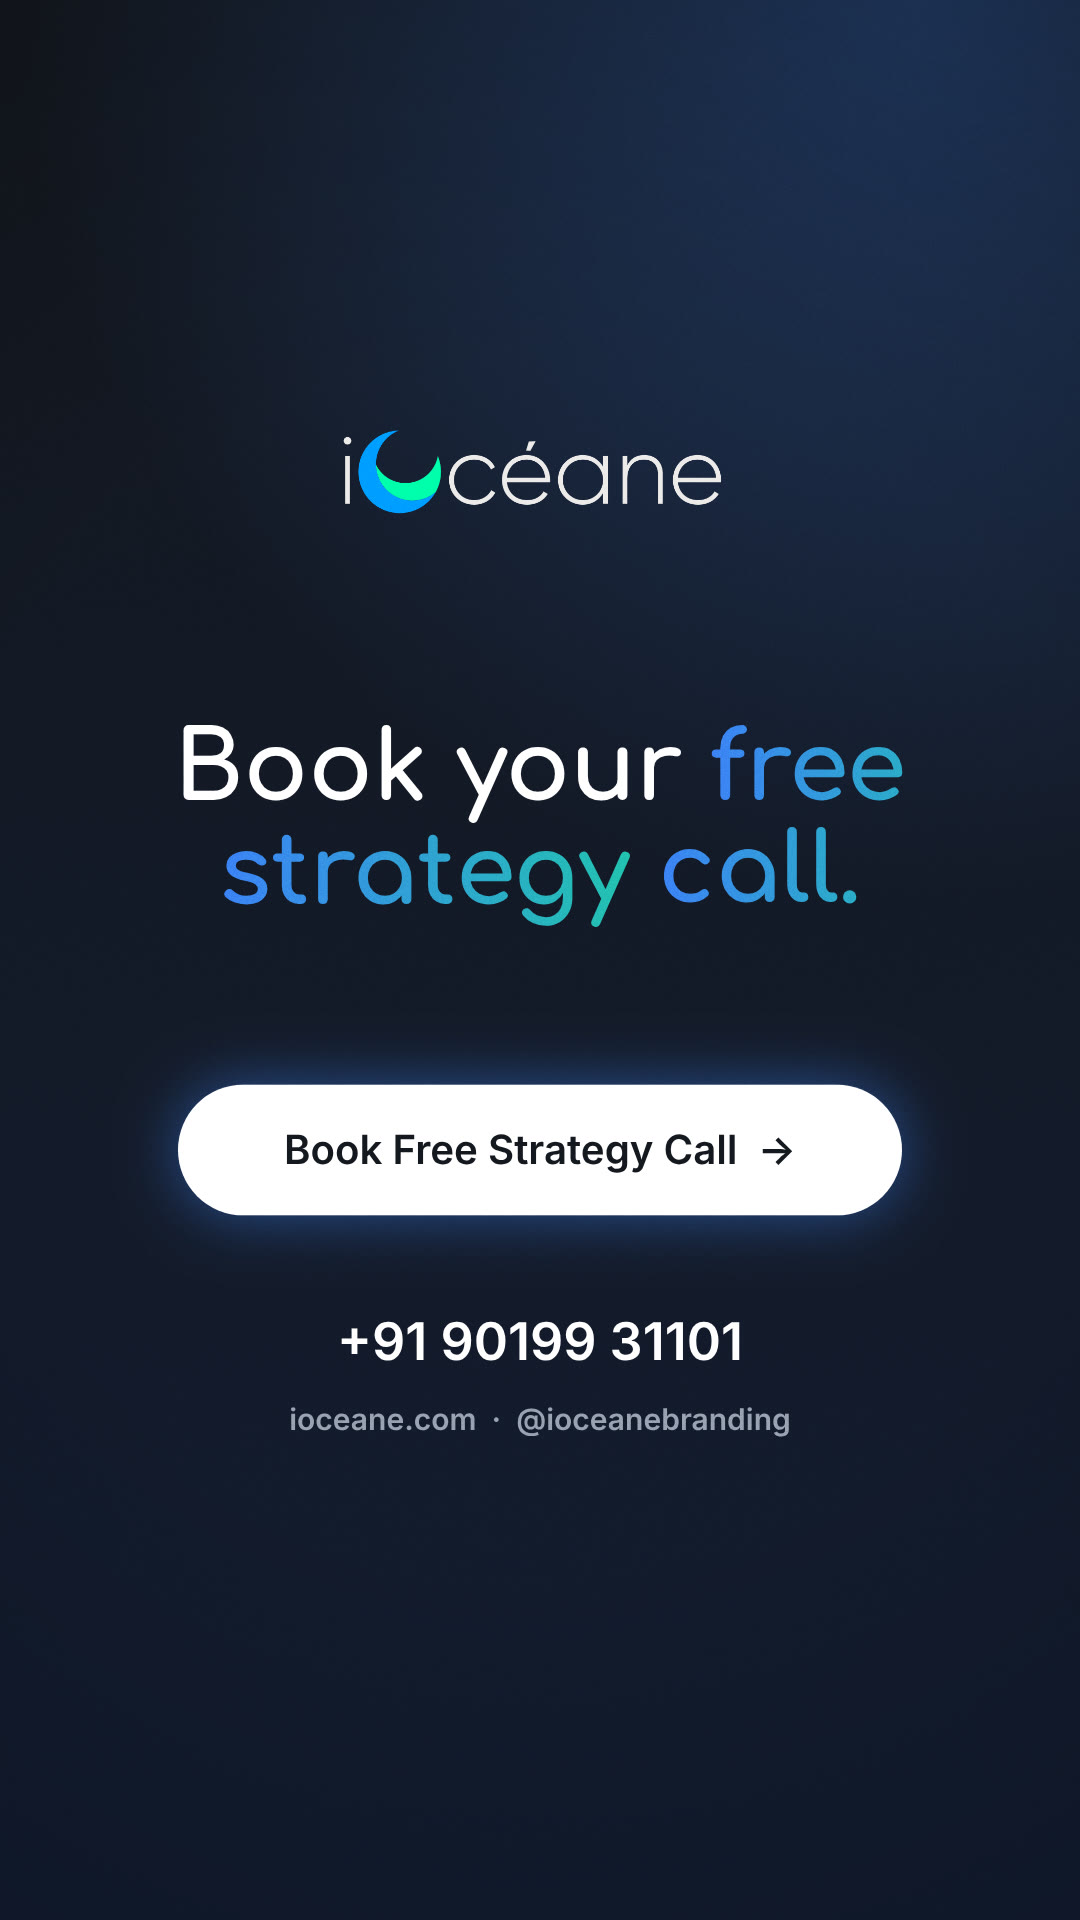 iocéane
Book your free
strategy call.
Book Free Strategy Call →
+91 90199 31101
ioceane.com · @ioceanebranding